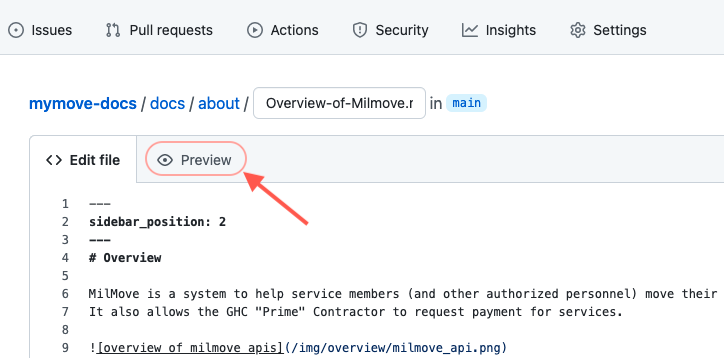 Issues Pull requests Actions Security Insights Settings
mymove-docs / docs / about / Overview-of-Milmove.r in main
<> Edit file Preview
1 ---
2 sidebar_position: 2
3 ---
4 # Overview
5
6 MilMove is a system to help service members (and other authorized personnel) move their
7 It also allows the GHC "Prime" Contractor to request payment for services.
8
9 ![overview of milmove apis](/img/overview/milmove_api.png)